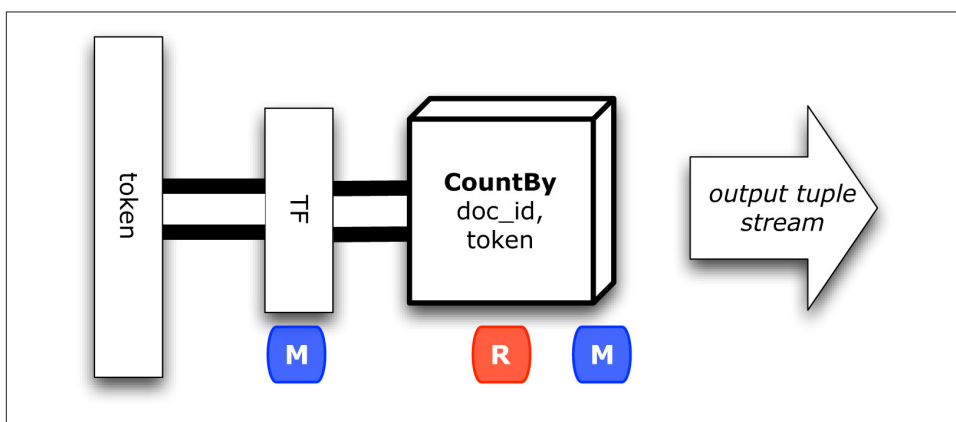 token
TF
CountBy
doc_id,
token
output tuple
stream
M
R
M